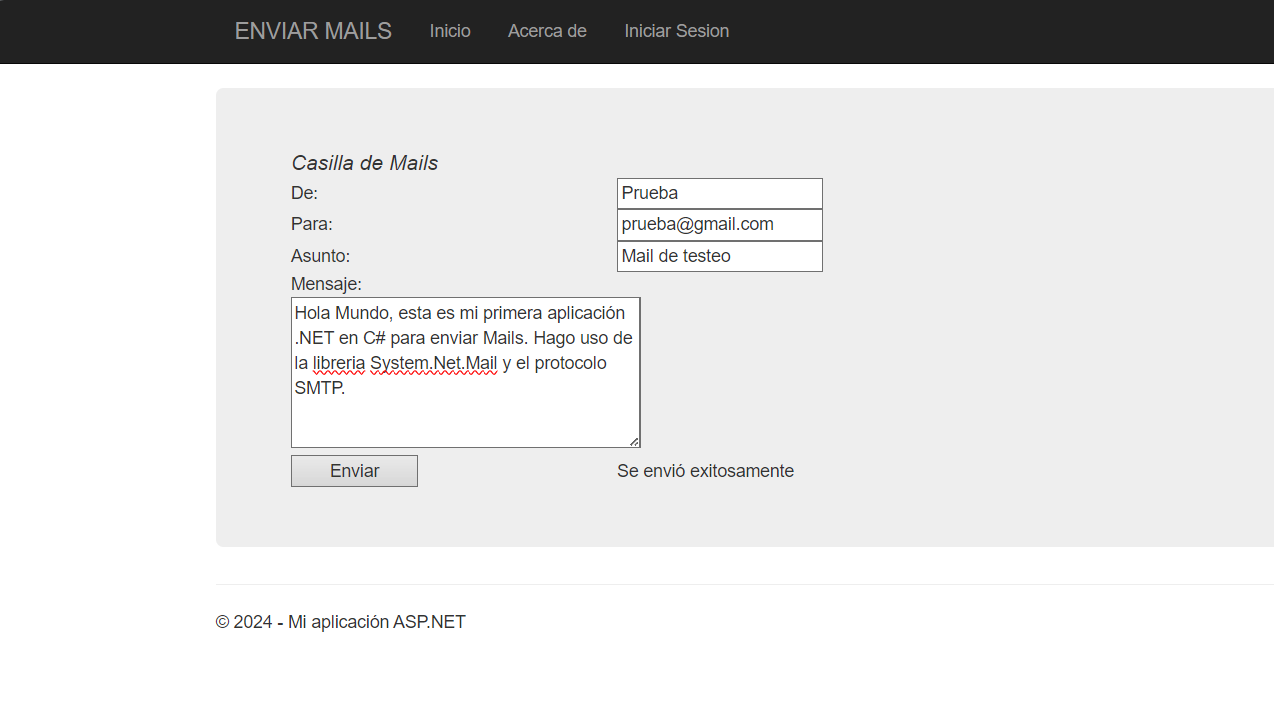 ENVIAR MAILS Inicio Acerca de Iniciar Sesion
Casilla de Mails
De: Prueba
Para: prueba@gmail.com
Asunto: Mail de testeo
Mensaje:
Hola Mundo, esta es mi primera aplicación
.NET en C# para enviar Mails. Hago uso de
la libreria System.Net.Mail y el protocolo
SMTP.
Enviar Se envió exitosamente
© 2024 - Mi aplicación ASP.NET